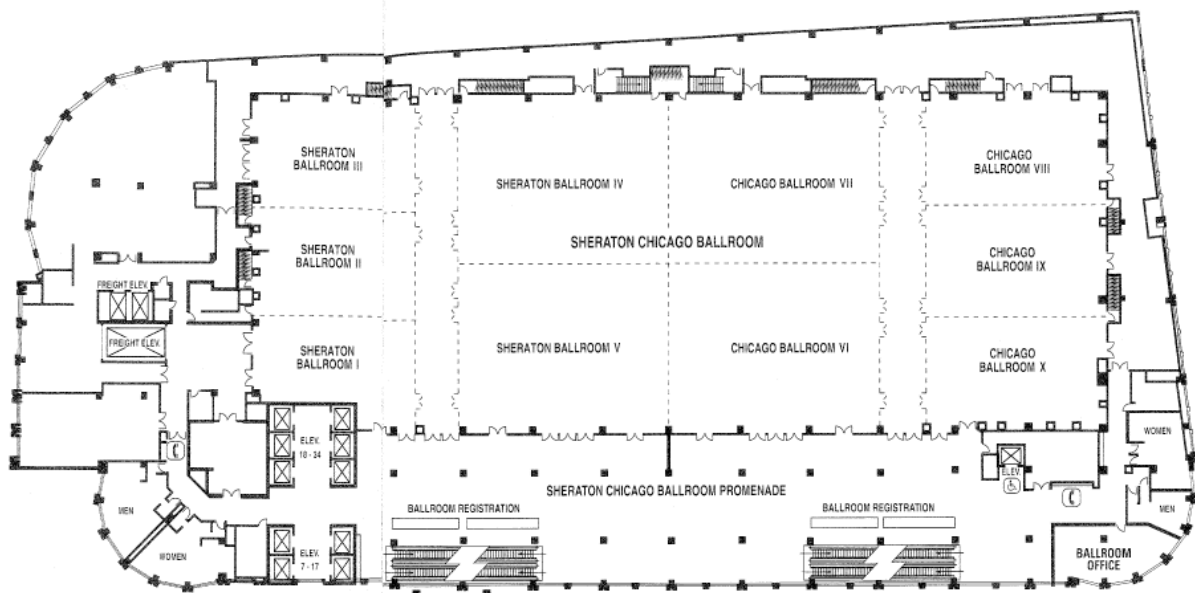 SHERATON
BALLROOM III
SHERATON BALLROOM IV
CHICAGO BALLROOM VII
CHICAGO
BALLROOM VIII
SHERATON CHICAGO BALLROOM
SHERATON
BALLROOM II
CHICAGO
BALLROOM IX
FREIGHT ELEV.
FREIGHT ELEV.
SHERATON
BALLROOM I
SHERATON BALLROOM V
CHICAGO BALLROOM VI
CHICAGO
BALLROOM X
ELEV.
18 - 34
WOMEN
ELEV.
SHERATON CHICAGO BALLROOM PROMENADE
MEN
BALLROOM REGISTRATION
BALLROOM REGISTRATION
MEN
WOMEN
ELEV.
7 - 17
BALLROOM
OFFICE